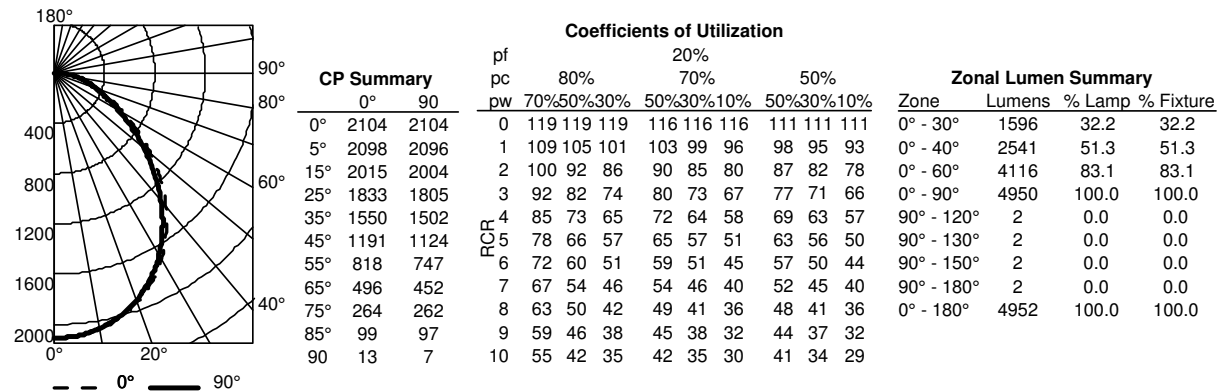 180°
90°
80°
60°
40°
400
800
1200
1600
2000
0° 20°
0° 90°
CP Summary
0° 90
0° 2104 2104
5° 2098 2096
15° 2015 2004
25° 1833 1805
35° 1550 1502
45° 1191 1124
55° 818 747
65° 496 452
75° 264 262
85° 99 97
90 13 7
Coefficients of Utilization
pf 20%
pc 80% 70% 50%
pw 70%50%30% 50%30%10% 50%30%10%
RCR
0 119 119 119 116 116 116 111 111 111
1 109 105 101 103 99 96 98 95 93
2 100 92 86 90 85 80 87 82 78
3 92 82 74 80 73 67 77 71 66
4 85 73 65 72 64 58 69 63 57
5 78 66 57 65 57 51 63 56 50
6 72 60 51 59 51 45 57 50 44
7 67 54 46 54 46 40 52 45 40
8 63 50 42 49 41 36 48 41 36
9 59 46 38 45 38 32 44 37 32
10 55 42 35 42 35 30 41 34 29
Zonal Lumen Summary
Zone Lumens % Lamp % Fixture
0° - 30° 1596 32.2 32.2
0° - 40° 2541 51.3 51.3
0° - 60° 4116 83.1 83.1
0° - 90° 4950 100.0 100.0
90° - 120° 2 0.0 0.0
90° - 130° 2 0.0 0.0
90° - 150° 2 0.0 0.0
90° - 180° 2 0.0 0.0
0° - 180° 4952 100.0 100.0